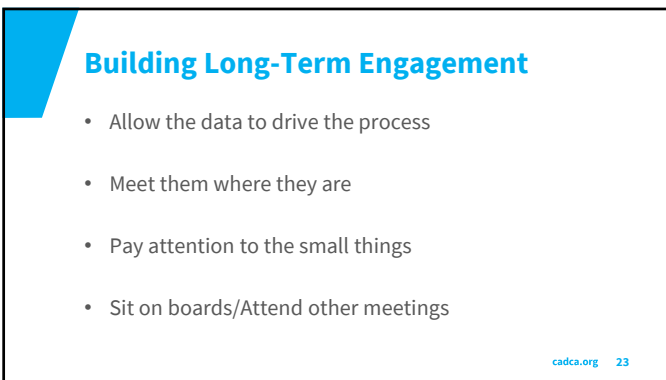 Building Long-Term Engagement
• Allow the data to drive the process
• Meet them where they are
• Pay attention to the small things
• Sit on boards/Attend other meetings
cadca.org 23